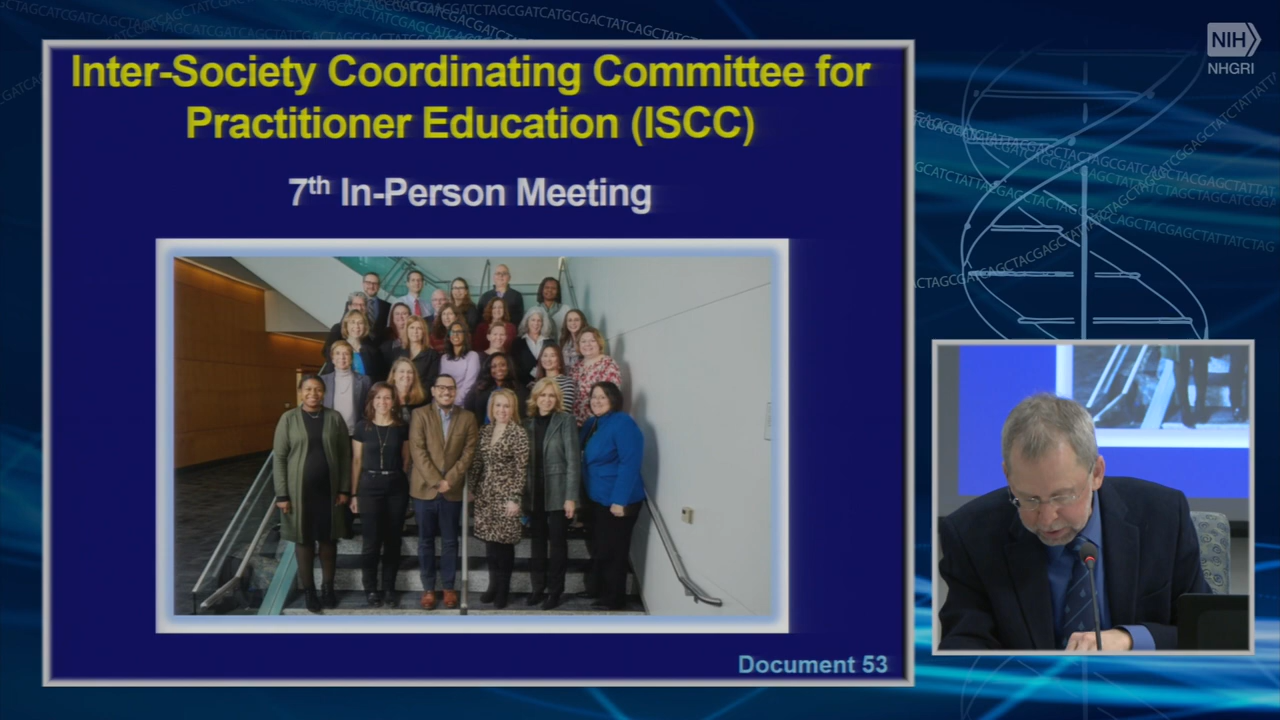 Inter-Society Coordinating Committee for
Practitioner Education (ISCC)
7th In-Person Meeting
Document 53
NIH
NHGRI